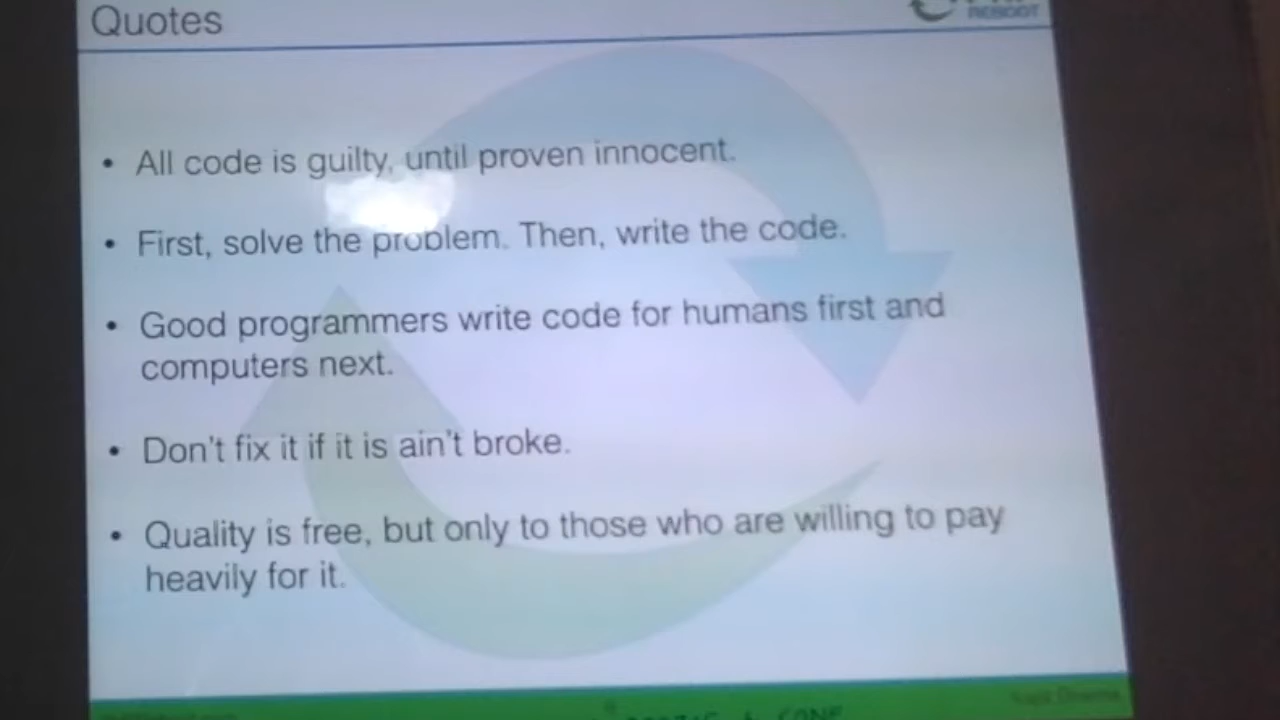 Quotes
REBOOT
• All code is guilty, until proven innocent.
• First, solve the problem. Then, write the code.
• Good programmers write code for humans first and
computers next.
• Don't fix it if it is ain't broke.
• Quality is free, but only to those who are willing to pay
heavily for it.